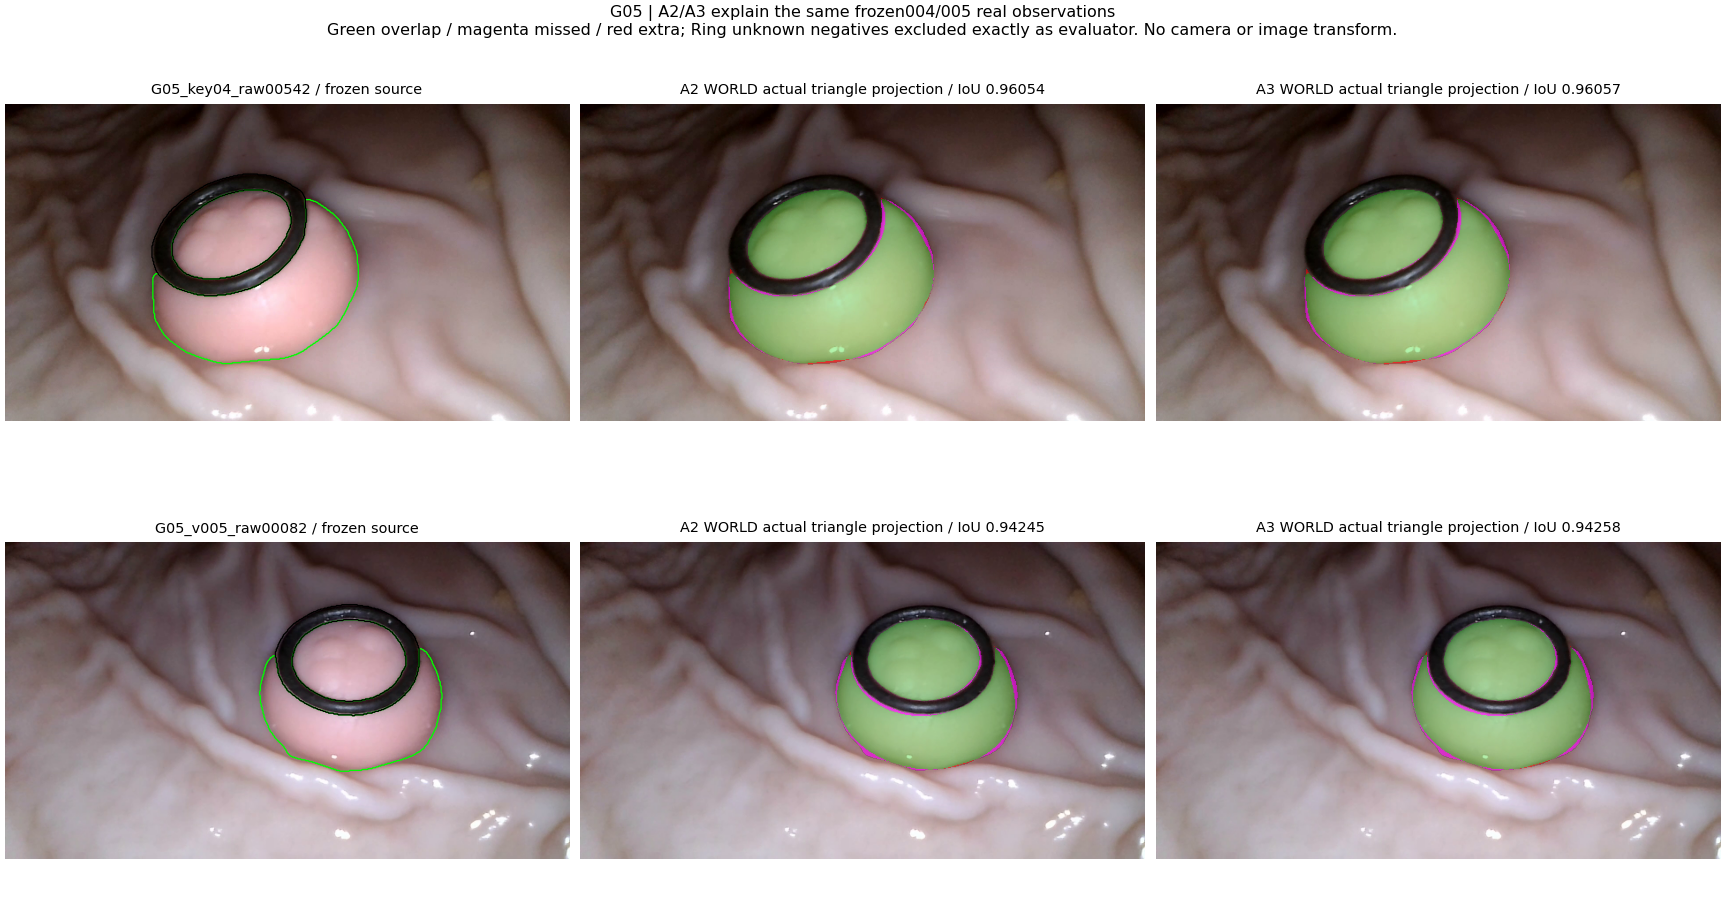 G05 | A2/A3 explain the same frozen004/005 real observations
Green overlap / magenta missed / red extra; Ring unknown negatives excluded exactly as evaluator. No camera or image transform.
G05_key04_raw00542 / frozen source
A2 WORLD actual triangle projection / IoU 0.96054
A3 WORLD actual triangle projection / IoU 0.96057
G05_v005_raw00082 / frozen source
A2 WORLD actual triangle projection / IoU 0.94245
A3 WORLD actual triangle projection / IoU 0.94258